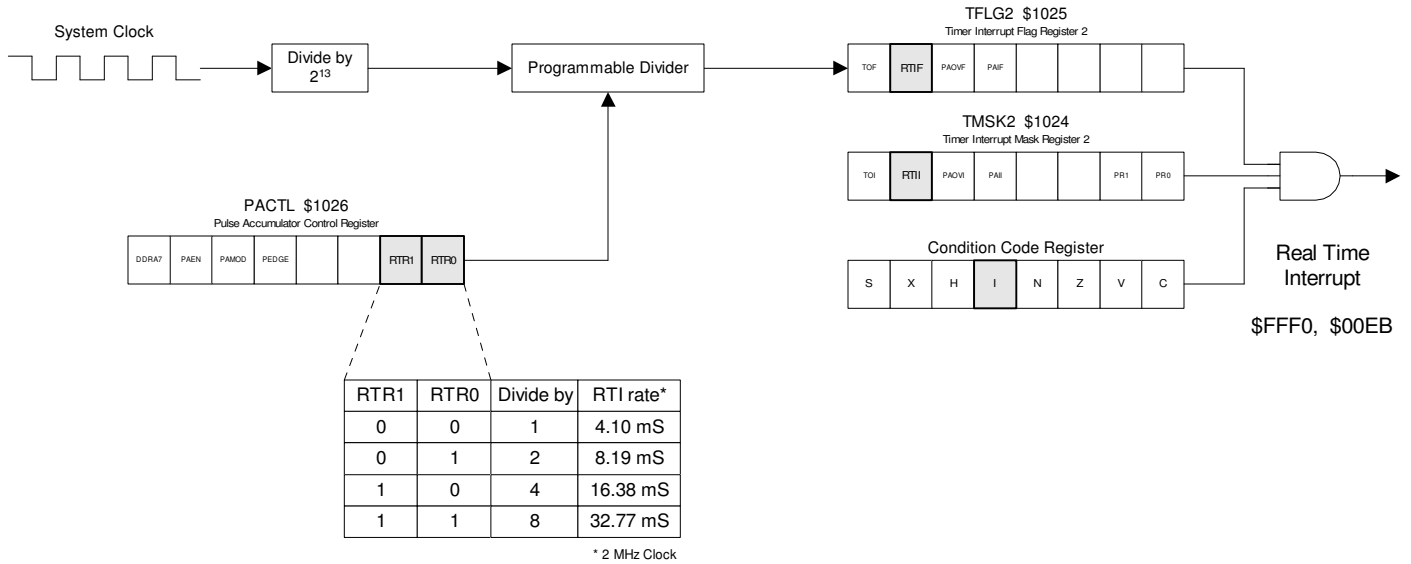 System Clock
Divide by
2¹³
Programmable Divider
TFLG2 $1025
Timer Interrupt Flag Register 2
TOF RTIF PAOVF PAIF
TMSK2 $1024
Timer Interrupt Mask Register 2
TOI RTII PAOVI PAII PR1 PR0
PACTL $1026
Pulse Accumulator Control Register
DDRA7 PAEN PAMOD PEDGE RTR1 RTR0
Condition Code Register
S X H I N Z V C
Real Time
Interrupt
$FFF0, $00EB
RTR1 RTR0 Divide by RTI rate*
0 0 1 4.10 mS
0 1 2 8.19 mS
1 0 4 16.38 mS
1 1 8 32.77 mS
* 2 MHz Clock